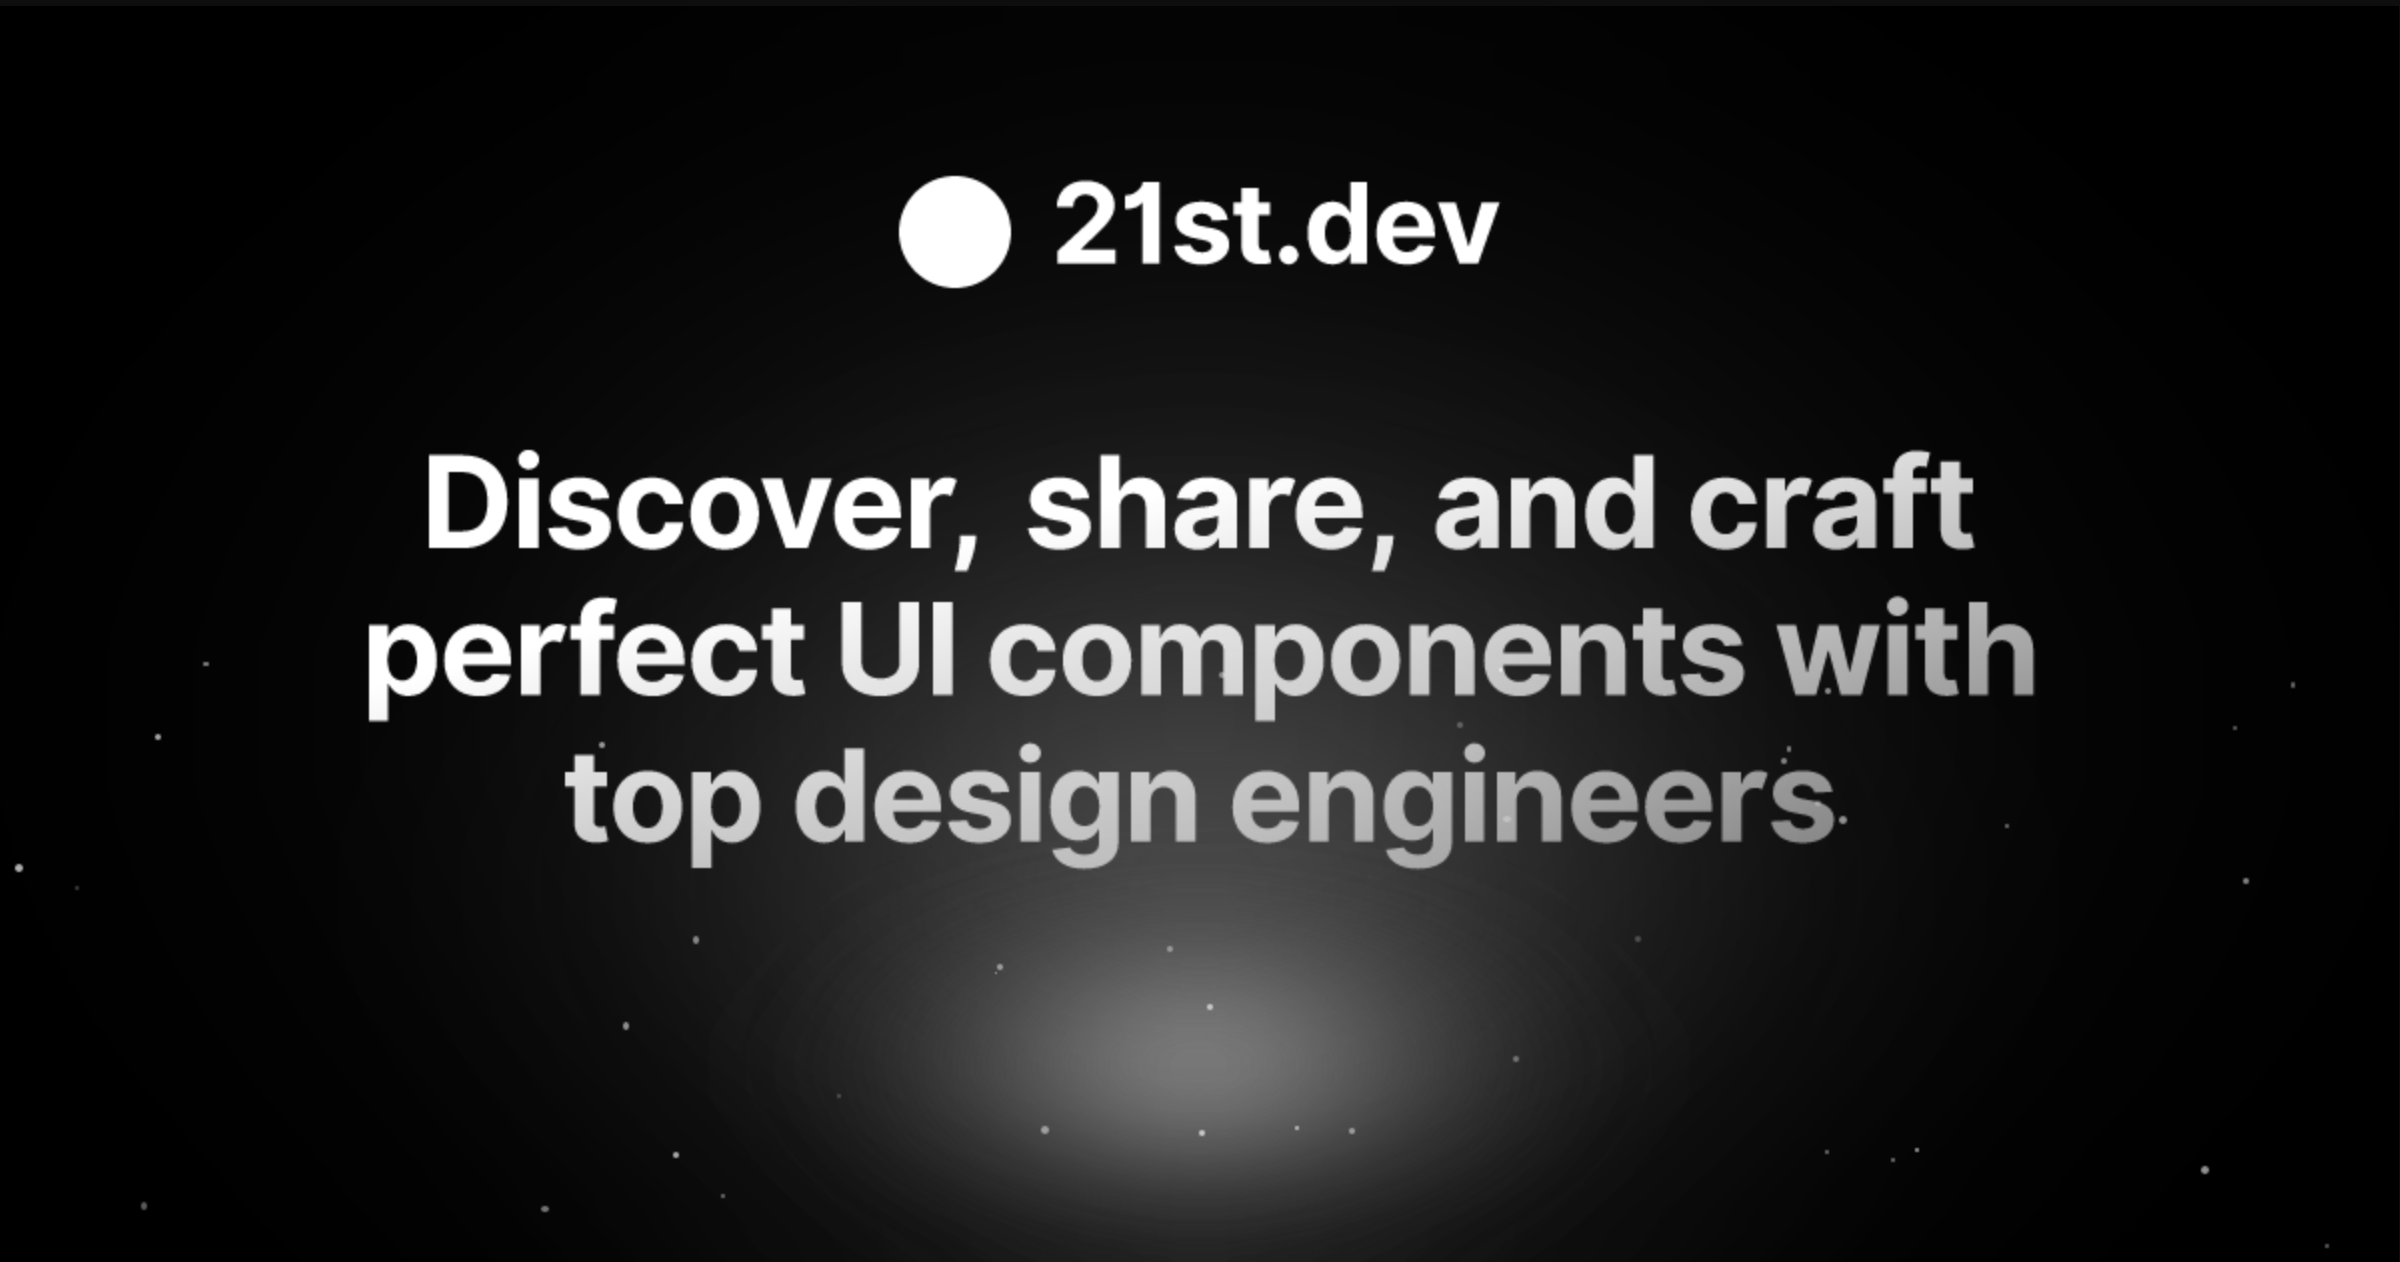 21st.dev
Discover, share, and craft
perfect UI components with
top design engineers